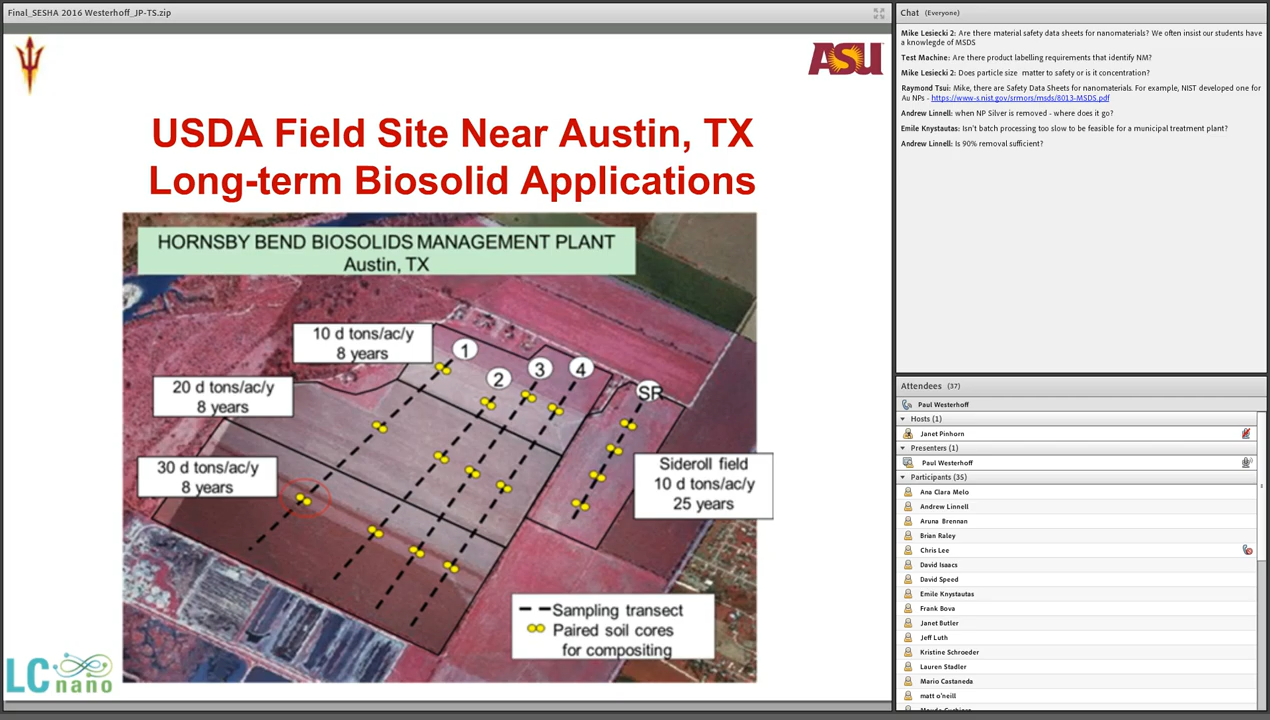 Final_SESHA 2016 Westerhoff_JP-TS.zip
ASU
USDA Field Site Near Austin, TX
Long-term Biosolid Applications
HORNSBY BEND BIOSOLIDS MANAGEMENT PLANT
Austin, TX
10 d tons/ac/y
8 years
1
2
3
4
SR
20 d tons/ac/y
8 years
30 d tons/ac/y
8 years
Sideroll field
10 d tons/ac/y
25 years
Sampling transect
Paired soil cores
for compositing
LC nano
Chat (Everyone)
Mike Lesiecki 2: Are there material safety data sheets for nanomaterials? We often insist our students have
a knowlegde of MSDS
Test Machine: Are there product labelling requirements that identify NM?
Mike Lesiecki 2: Does particle size matter to safety or is it concentration?
Raymond Tsui: Mike, there are Safety Data Sheets for nanomaterials. For example, NIST developed one for
Au NPs - https://www-s.nist.gov/srmors/msds/8013-MSDS.pdf
Andrew Linnell: when NP Silver is removed - where does it go?
Emile Knystautas: Isn't batch processing too slow to be feasible for a municipal treatment plant?
Andrew Linnell: Is 90% removal sufficient?
Attendees (37)
Paul Westerhoff
Hosts (1)
Janet Pinhorn
Presenters (1)
Paul Westerhoff
Participants (35)
Ana Clara Melo
Andrew Linnell
Aruna Brennan
Brian Raley
Chris Lee
David Isaacs
David Speed
Emile Knystautas
Frank Bova
Janet Butler
Jeff Luth
Kristine Schroeder
Lauren Stadler
Mario Castaneda
matt o'neill